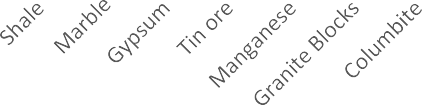 Shale
Marble
Gypsum
Tin ore
Manganese
Granite Blocks
Columbite